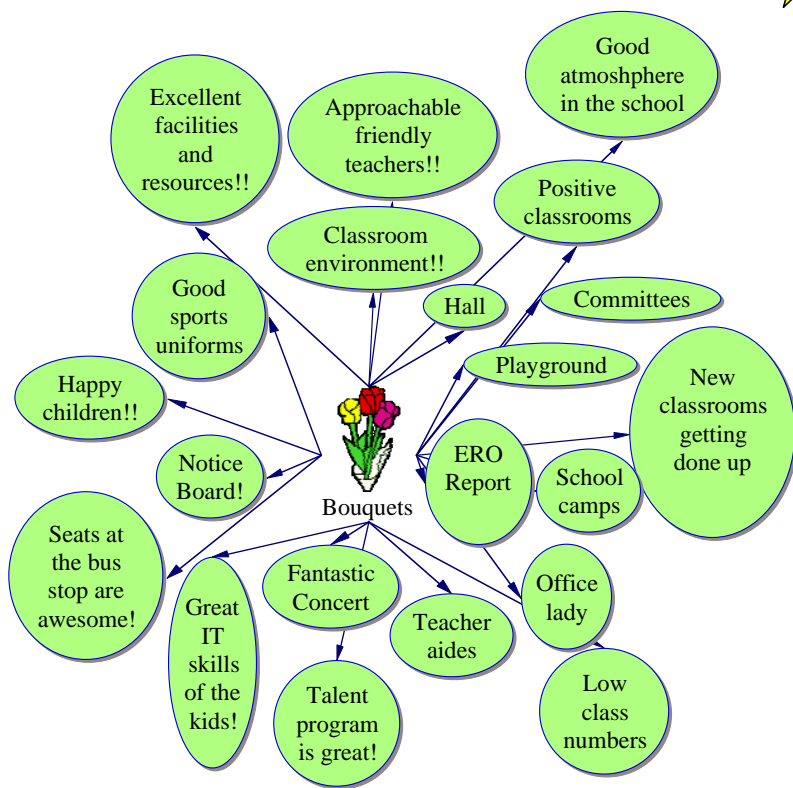 Good
atmoshphere
in the school
Excellent
facilities
and
resources!!
Approachable
friendly
teachers!!
Positive
classrooms
Classroom
environment!!
Good
sports
uniforms
Hall
Committees
Playground
Happy
children!!
New
classrooms
getting
done up
Notice
Board!
ERO
Report
School
camps
Bouquets
Seats at
the bus
stop are
awesome!
Great
IT
skills
of the
kids!
Fantastic
Concert
Teacher
aides
Office
lady
Talent
program
is great!
Low
class
numbers